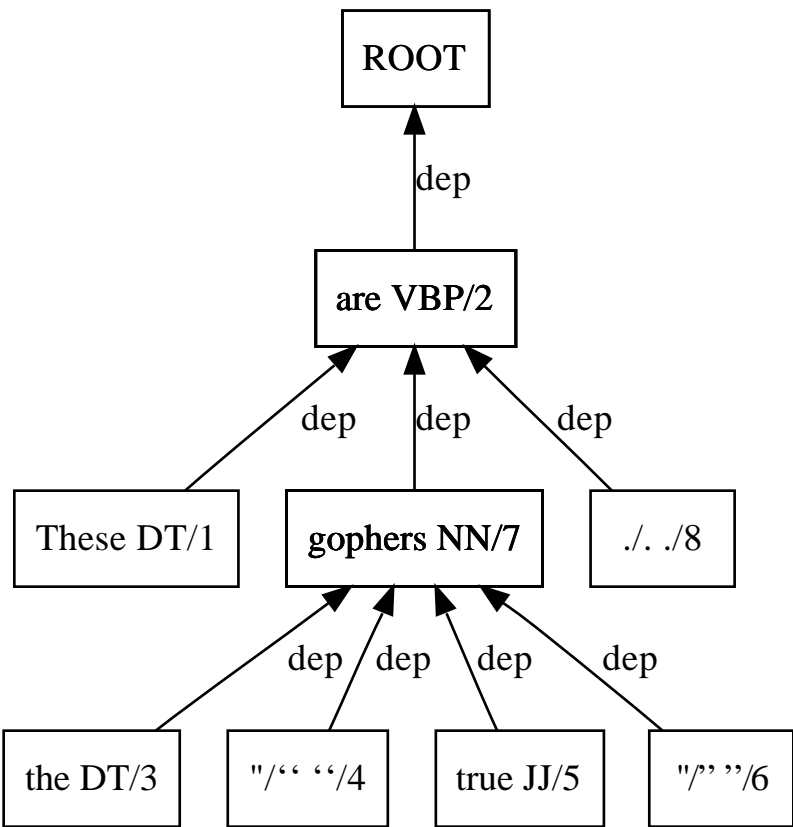 ROOT
dep
are VBP/2
dep dep dep
These DT/1 gophers NN/7 ./. ./8
dep dep dep dep
the DT/3 "/‘‘ ‘‘/4 true JJ/5 "/’’ ’’/6